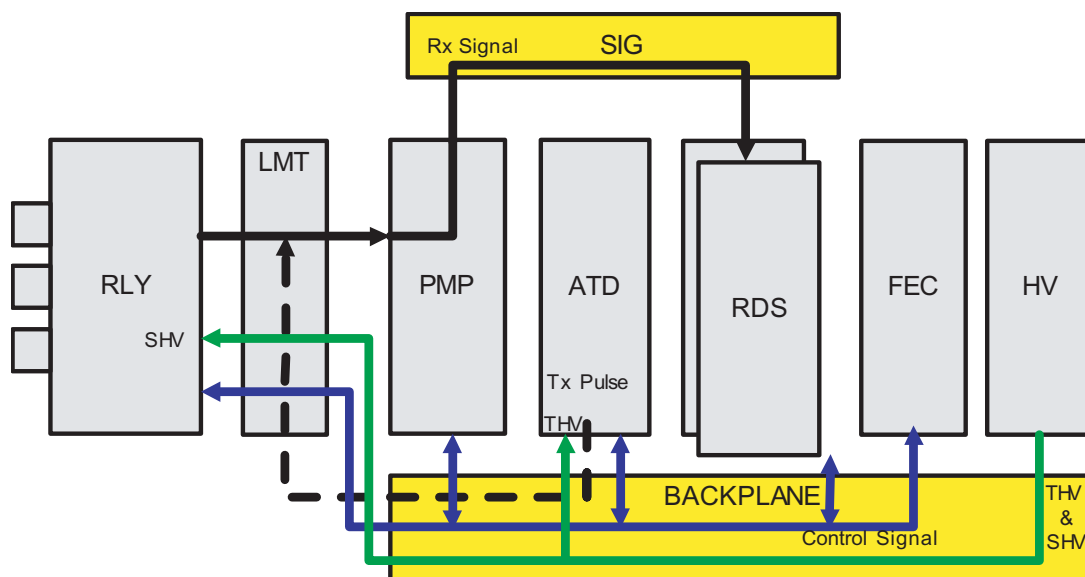 Rx Signal SIG
LMT
RLY
PMP
ATD
RDS
FEC
HV
SHV
Tx Pulse
THV
BACKPLANE
Control Signal
THV
&
SHV